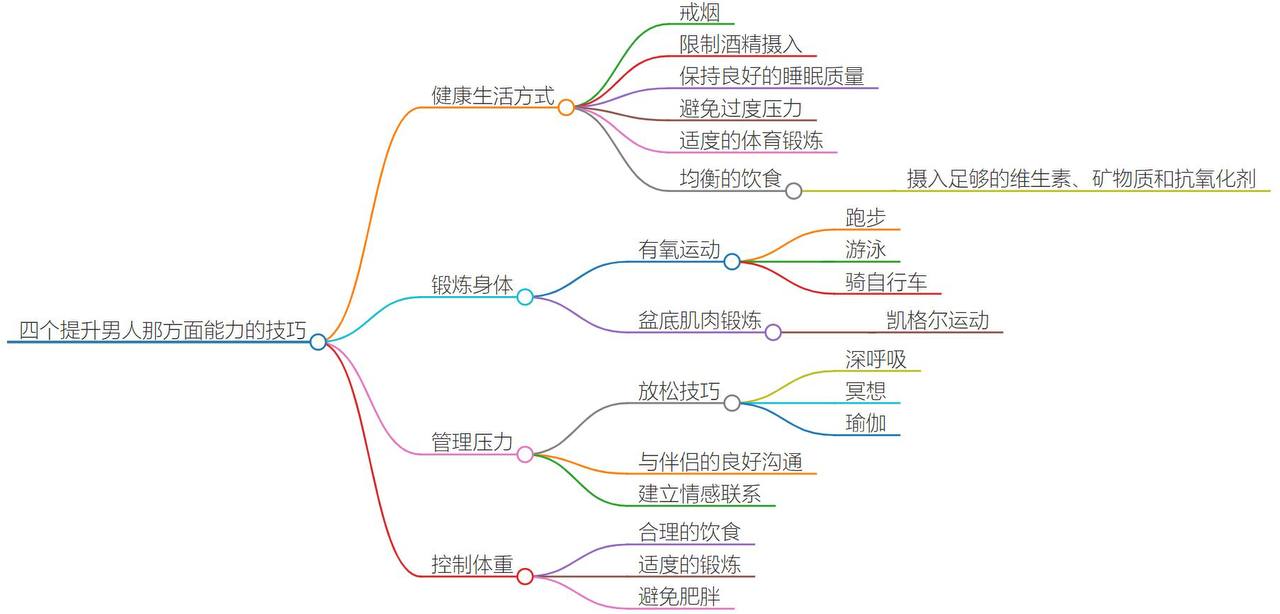 戒烟
限制酒精摄入
保持良好的睡眠质量
健康生活方式
避免过度压力
适度的体育锻炼
均衡的饮食
摄入足够的维生素、矿物质和抗氧化剂
跑步
有氧运动
游泳
骑自行车
锻炼身体
盆底肌肉锻炼
凯格尔运动
四个提升男人那方面能力的技巧
深呼吸
放松技巧
冥想
瑜伽
管理压力
与伴侣的良好沟通
建立情感联系
合理的饮食
控制体重
适度的锻炼
避免肥胖